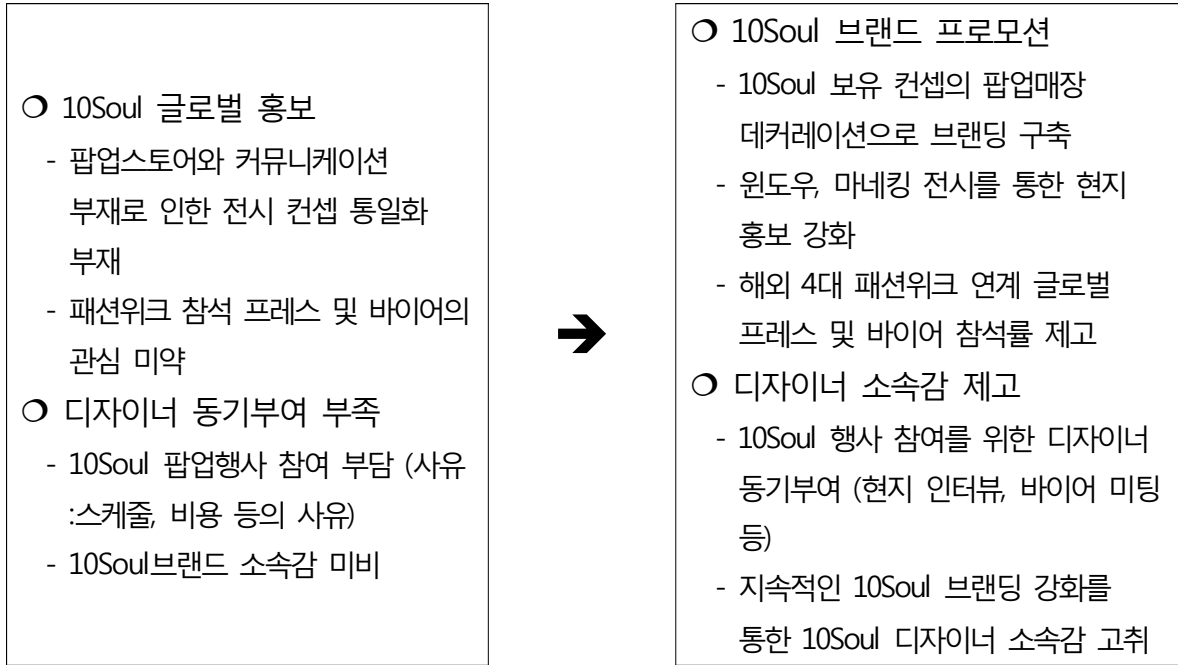 ❍ 10Soul 글로벌 홍보
- 팝업스토어와 커뮤니케이션
부재로 인한 전시 컨셉 통일화
부재
- 패션위크 참석 프레스 및 바이어의
관심 미약
❍ 디자이너 동기부여 부족
- 10Soul 팝업행사 참여 부담 (사유
:스케줄, 비용 등의 사유)
- 10Soul브랜드 소속감 미비
➔
❍ 10Soul 브랜드 프로모션
- 10Soul 보유 컨셉의 팝업매장
데커레이션으로 브랜딩 구축
- 윈도우, 마네킹 전시를 통한 현지
홍보 강화
- 해외 4대 패션위크 연계 글로벌
프레스 및 바이어 참석률 제고
❍ 디자이너 소속감 제고
- 10Soul 행사 참여를 위한 디자이너
동기부여 (현지 인터뷰, 바이어 미팅
등)
- 지속적인 10Soul 브랜딩 강화를
통한 10Soul 디자이너 소속감 고취